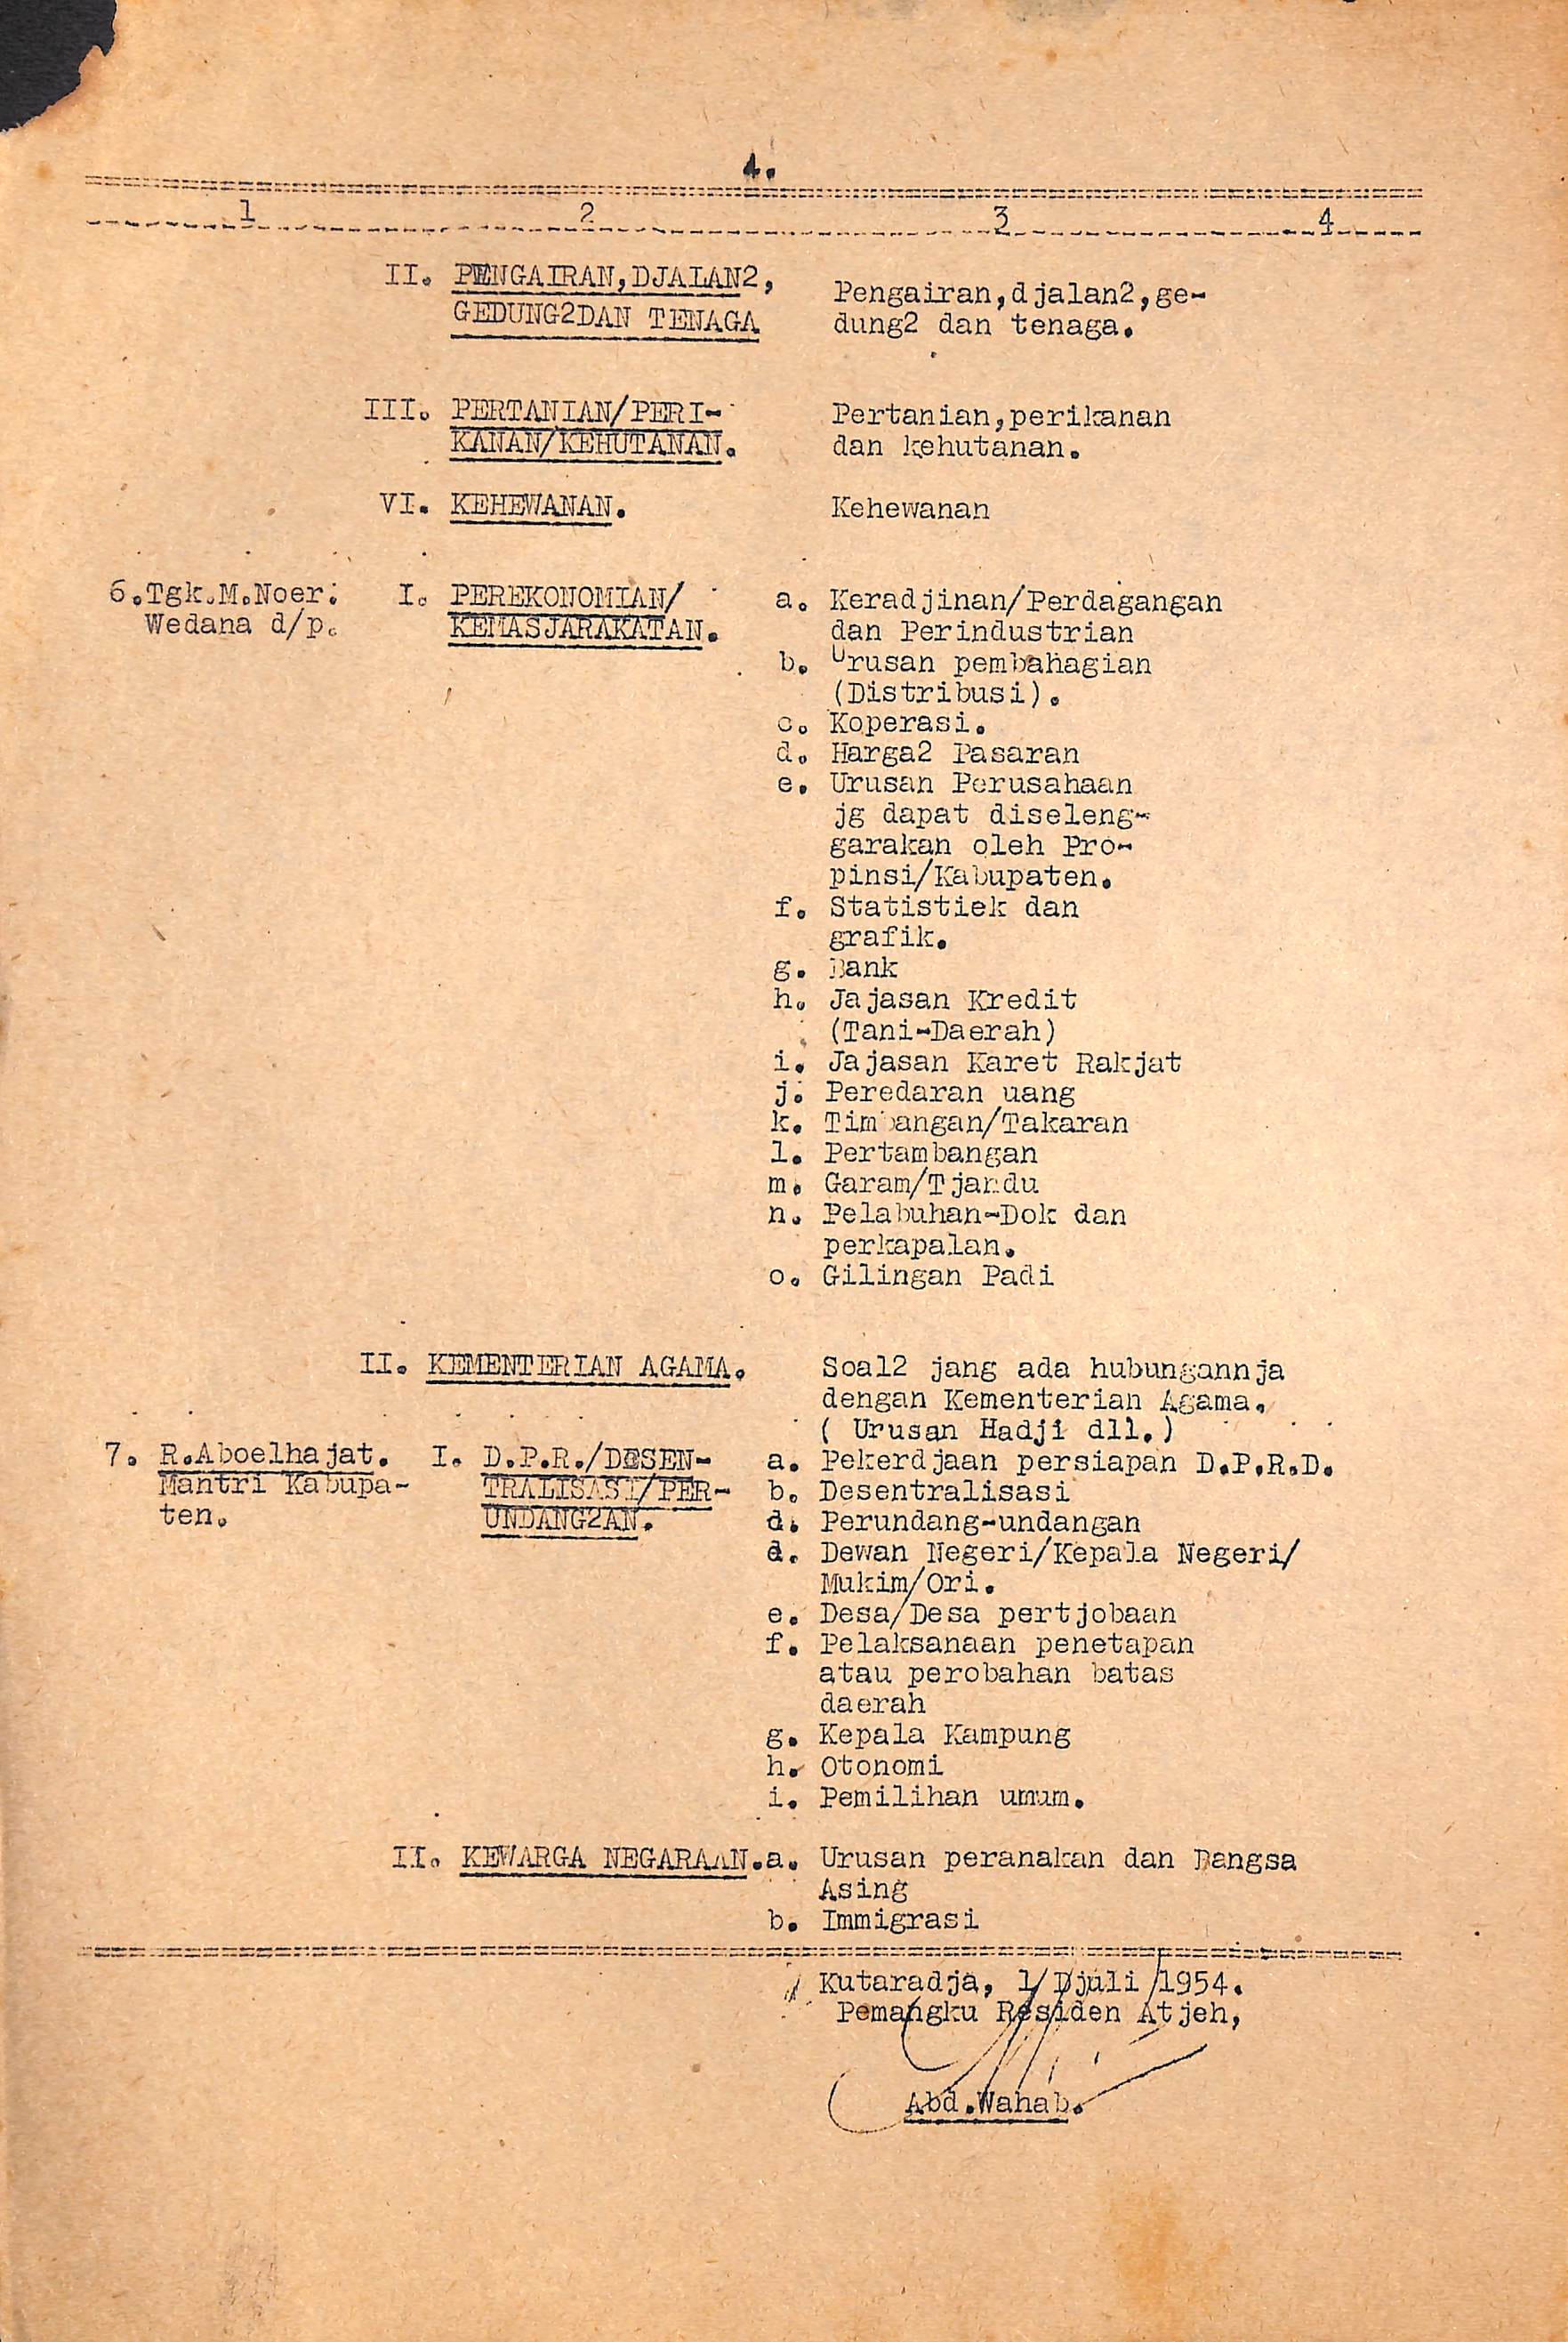 4.
1 2 3 4
II. PENGAIRAN,DJALAN2, Pengairan,djalan2,ge-
GEDUNG2DAN TENAGA dung2 dan tenaga.
III. PERTANIAN/PERI- Pertanian,perikanan
KANAN/KEHUTANAN. dan kehutanan.
VI. KEHEWANAN. Kehewanan
6.Tgk.M.Noer. I. PEREKONOMIAN/ a. Keradjinan/Perdagangan
Wedana d/p. KEMASJARAKATAN. dan Perindustrian
b. Urusan pembahagian
(Distribusi).
c. Koperasi.
d. Harga2 Pasaran
e. Urusan Perusahaan
jg dapat diseleng-
garakan oleh Pro-
pinsi/Kabupaten.
f. Statistiek dan
grafik.
g. Bank
h. Jajasan Kredit
(Tani-Daerah)
i. Jajasan Karet Rakjat
j. Peredaran uang
k. Timbangan/Takaran
l. Pertambangan
m. Garam/Tjandu
n. Pelabuhan-Dok dan
perkapalan.
o. Gilingan Padi
II. KEMENTERIAN AGAMA. Soal2 jang ada hubungannja
dengan Kementerian Agama.
( Urusan Hadji dll.)
7. R.Aboelhajat. I. D.P.R./DESEN- a. Pekerdjaan persiapan D.P.R.D.
Mantri Kabupa- TRALISASI/PER- b. Desentralisasi
ten. UNDANG2AN. d. Perundang-undangan
d. Dewan Negeri/Kepala Negeri/
Mukim/Ori.
e. Desa/Desa pertjobaan
f. Pelaksanaan penetapan
atau perobahan batas
daerah
g. Kepala Kampung
h. Otonomi
i. Pemilihan umum.
II. KEWARGA NEGARAAN.a. Urusan peranakan dan Bangsa
Asing
b. Immigrasi
Kutaradja, 1 Djuli 1954.
Pemangku Residen Atjeh,
Abd.Wahab.